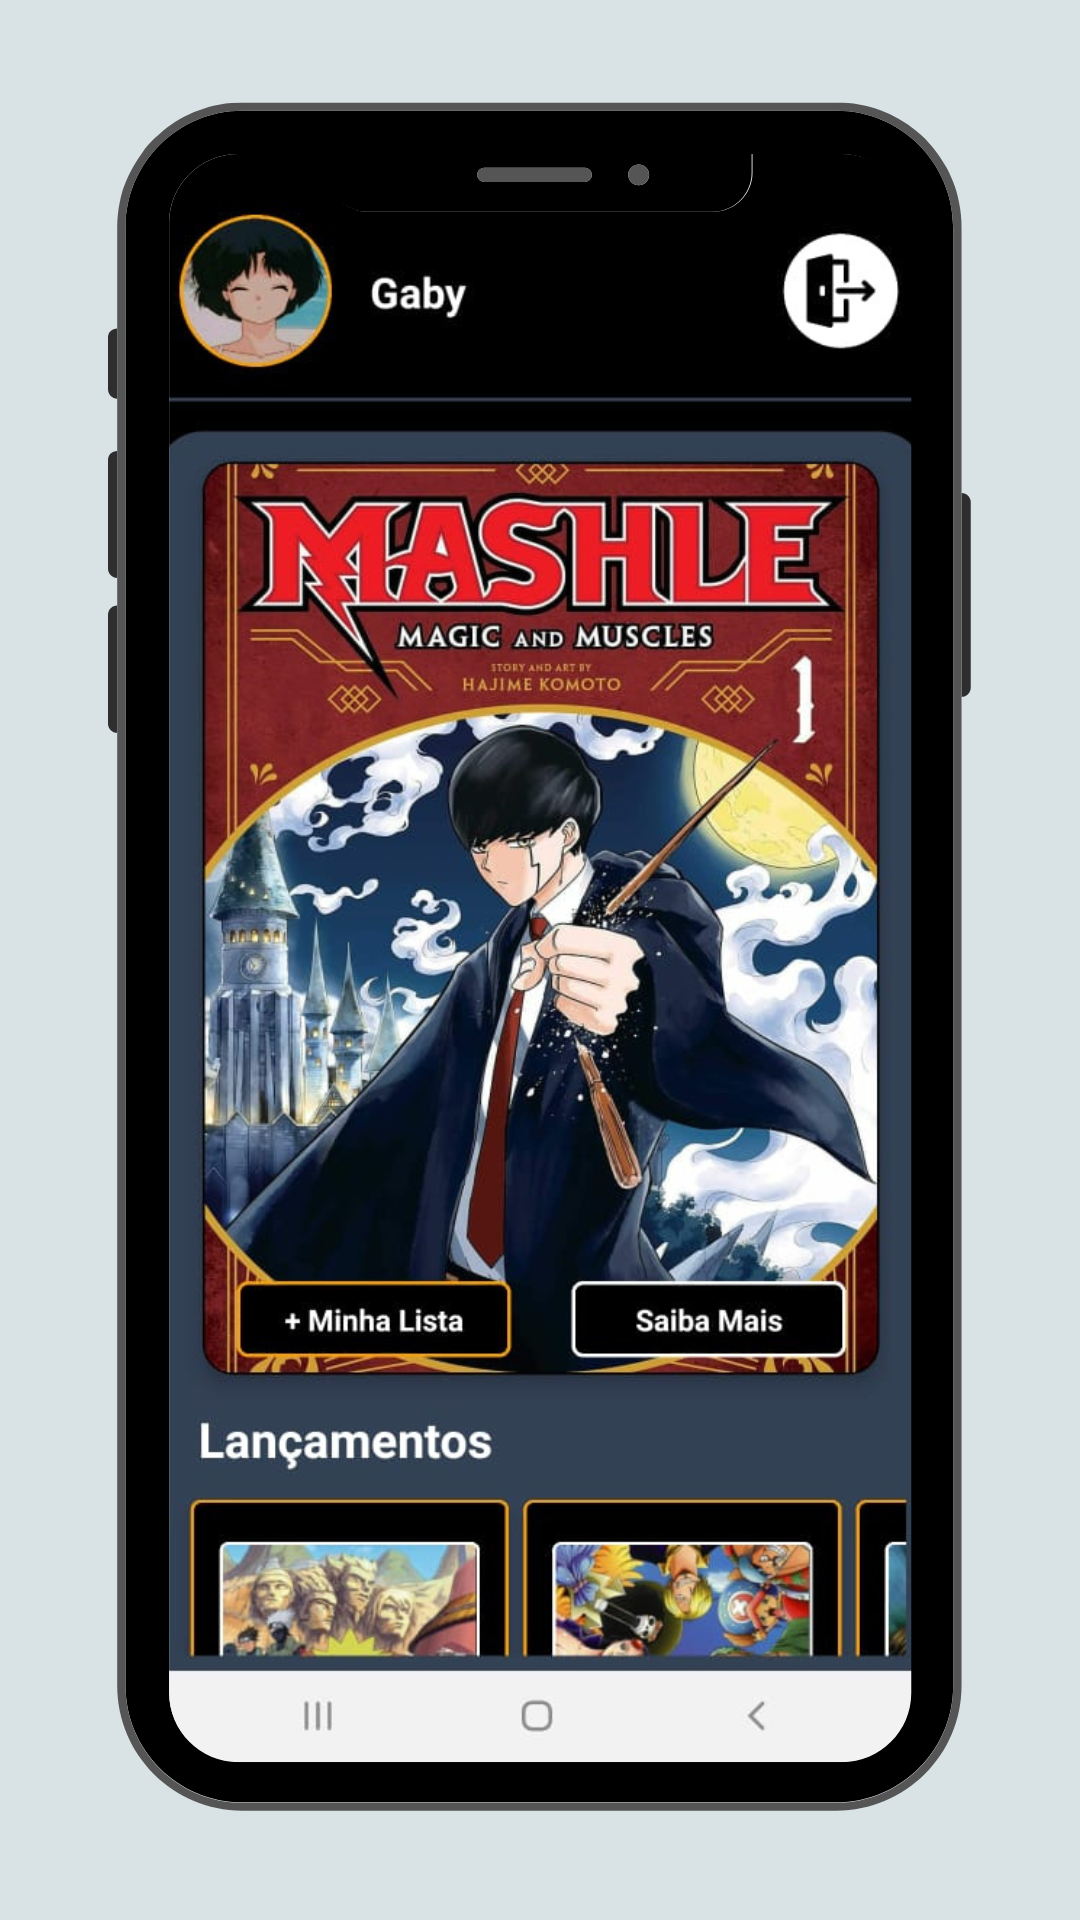 Gaby
MASHLE
MAGIC AND MUSCLES
STORY AND ART BY
HAJIME KOMOTO
1
+ Minha Lista
Saiba Mais
Lançamentos